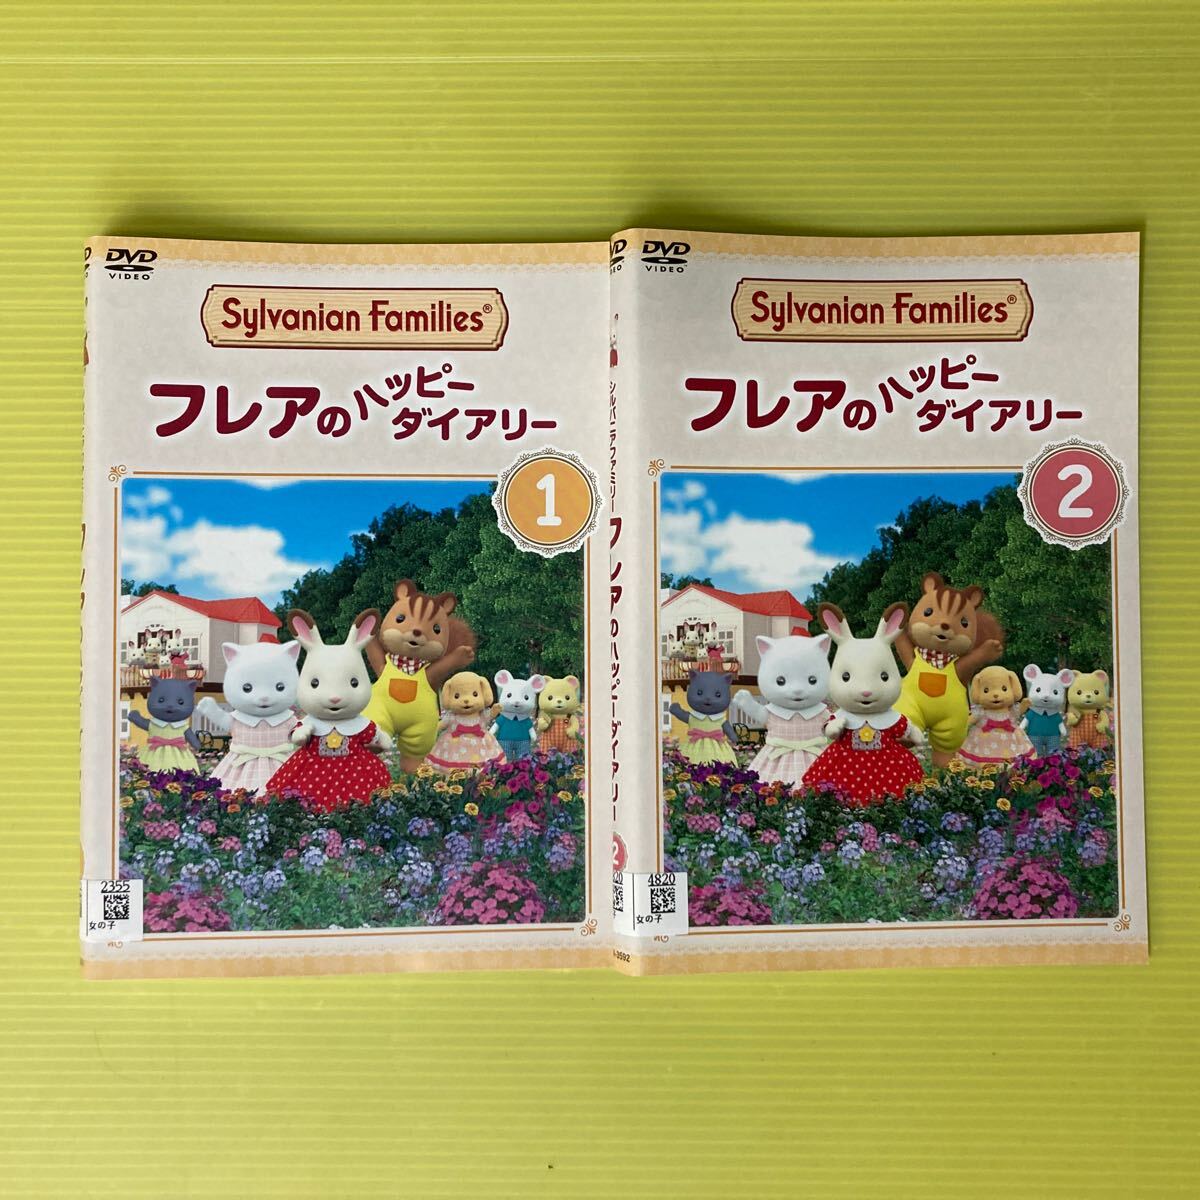 DVD
VIDEO
Sylvanian Families®
フレアのハッピー
ダイアリー
1
2355
女の子
DVD
VIDEO
Sylvanian Families®
フレアのハッピー
ダイアリー
2
4820
女の子
シルバニアファミリー フレアのハッピーダイアリー 2
20
-3592